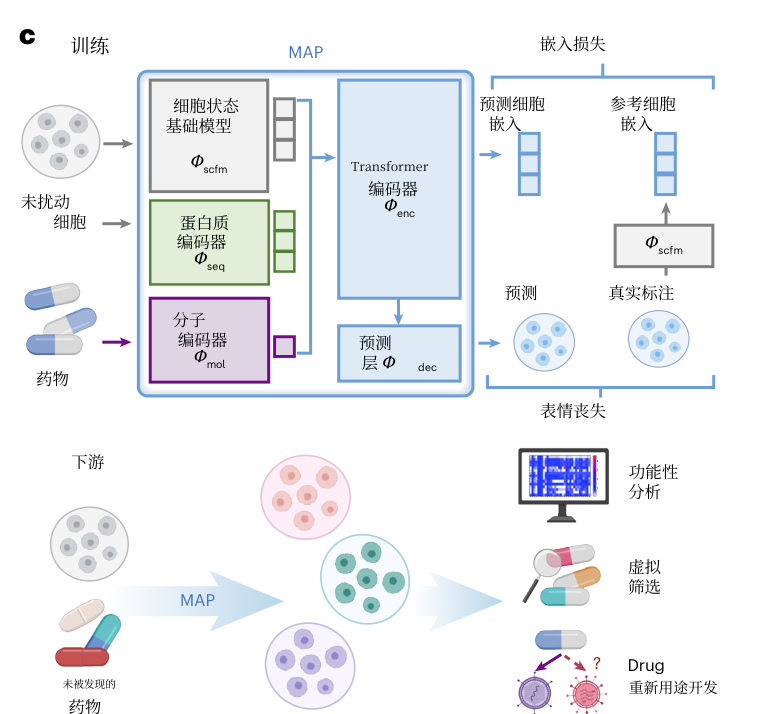 c
训练
MAP
嵌入损失
细胞状态
基础模型
Φscfm
未扰动
细胞
蛋白质
编码器
Φseq
分子
编码器
Φmol
药物
Transformer
编码器
Φenc
预测
层 Φ dec
预测细胞
嵌入
参考细胞
嵌入
Φscfm
预测
真实标注
表情丧失
下游
MAP
未被发现的
药物
功能性
分析
虚拟
筛选
?
Drug
重新用途开发